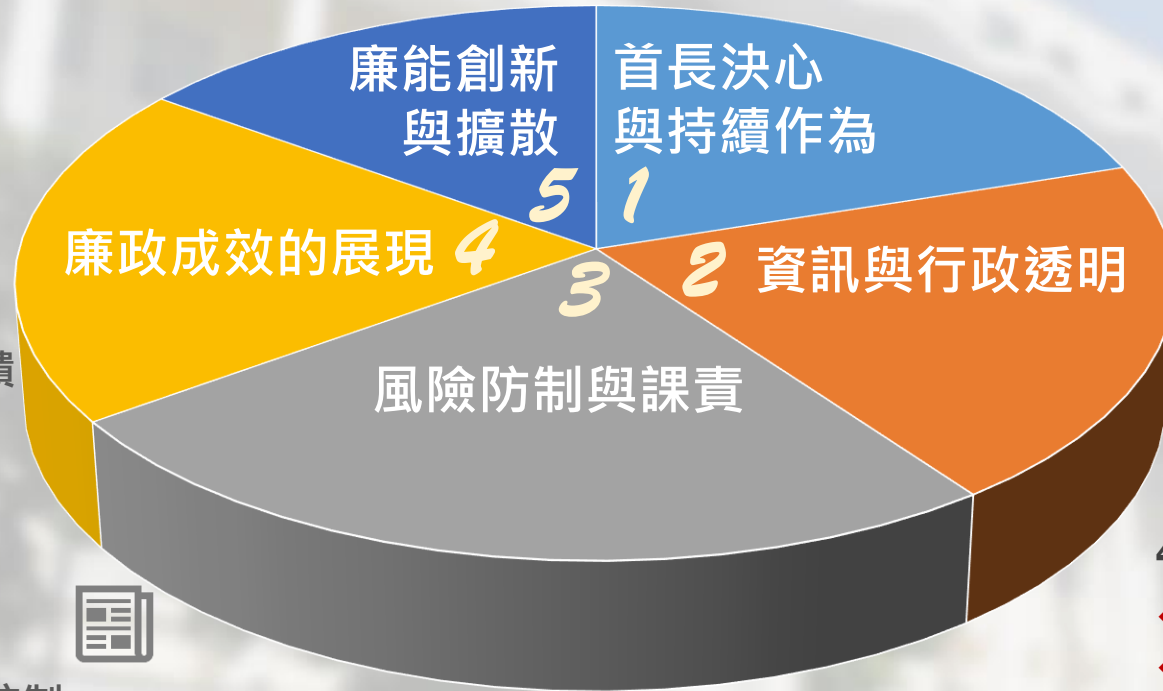 首長決心
與持續作為
1
2
資訊與行政透明
3
風險防制與課責
4
廉政成效的展現
5
廉能創新
與擴散